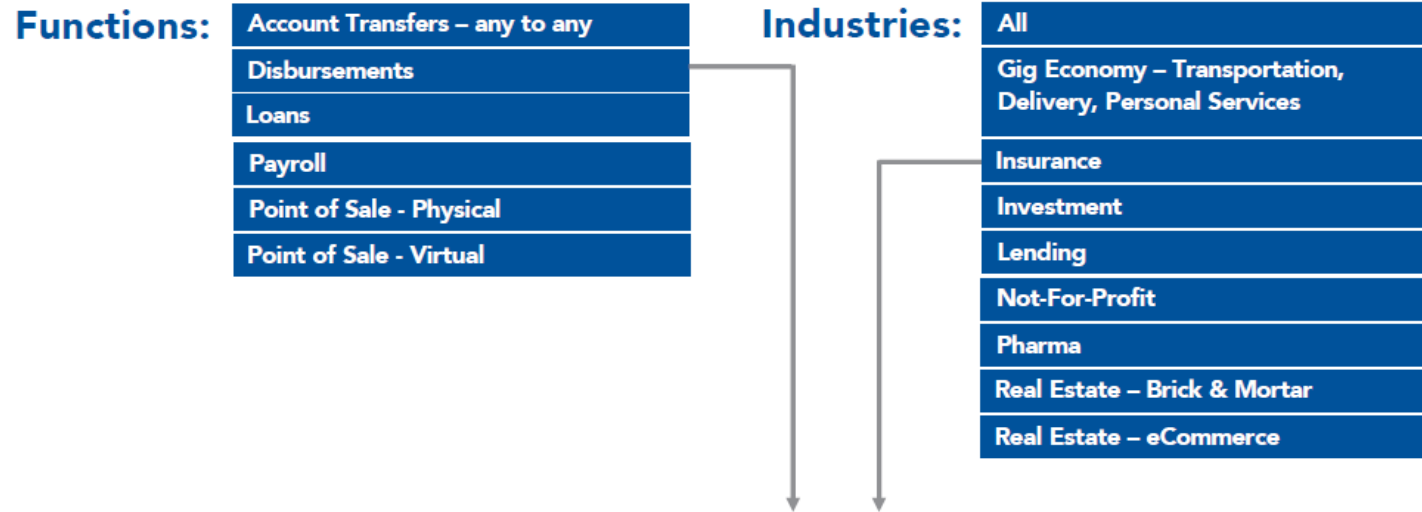 Functions:
Account Transfers – any to any
Disbursements
Loans
Payroll
Point of Sale - Physical
Point of Sale - Virtual
Industries:
All
Gig Economy – Transportation,
Delivery, Personal Services
Insurance
Investment
Lending
Not-For-Profit
Pharma
Real Estate – Brick & Mortar
Real Estate – eCommerce